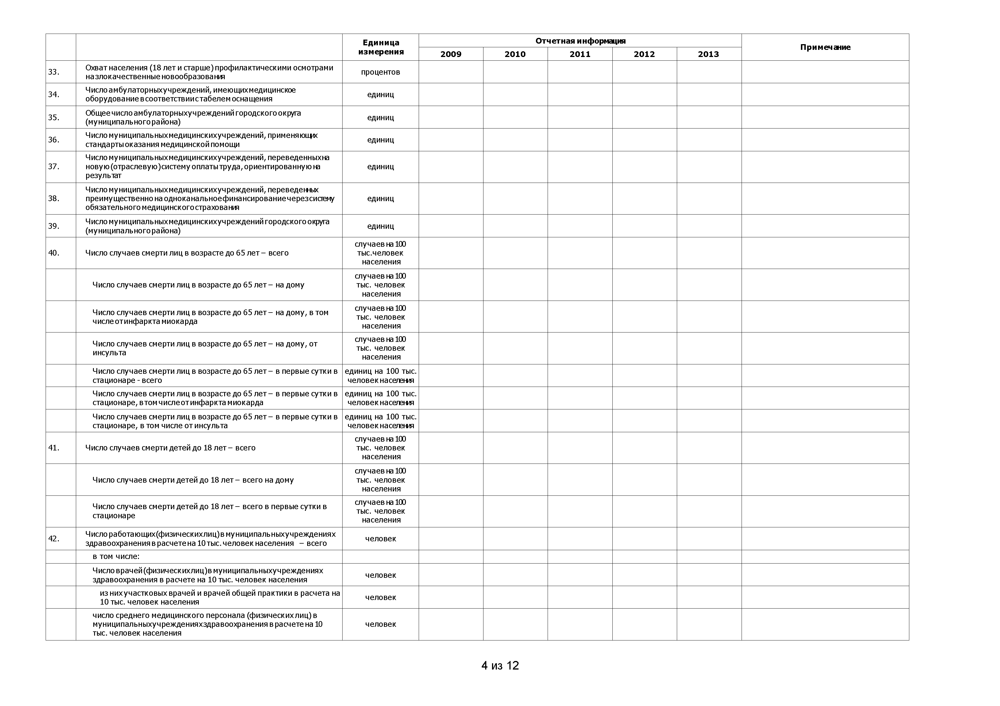 Единица
измерения
Отчетная информация
Примечание
2009 2010 2011 2012 2013
33. Охват населения (18 лет и старше) профилактическими осмотрами
на злокачественные новообразования
процентов
34. Число амбулаторных учреждений, имеющих медицинское
оборудование в соответствии с табелем оснащения
единиц
35. Общее число амбулаторных учреждений городского округа
(муниципального района)
единиц
36. Число муниципальных медицинских учреждений, применяющих
стандарты оказания медицинской помощи
единиц
37. Число муниципальных медицинских учреждений, переведенных на
новую (отраслевую) систему оплаты труда, ориентированную на
результат
единиц
38. Число муниципальных медицинских учреждений, переведенных
преимущественно на одноканальное финансирование через систему
обязательного медицинского страхования
единиц
39. Число муниципальных медицинских учреждений городского округа
(муниципального района)
единиц
40. Число случаев смерти лиц в возрасте до 65 лет – всего
случаев на 100
тыс.человек
населения
Число случаев смерти лиц в возрасте до 65 лет – на дому
случаев на 100
тыс. человек
населения
Число случаев смерти лиц в возрасте до 65 лет – на дому, в том
числе от инфаркта миокарда
случаев на 100
тыс. человек
населения
Число случаев смерти лиц в возрасте до 65 лет – на дому, от
инсульта
случаев на 100
тыс. человек
населения
Число случаев смерти лиц в возрасте до 65 лет – в первые сутки в
стационаре - всего
единиц на 100 тыс.
человек населения
Число случаев смерти лиц в возрасте до 65 лет – в первые сутки в
стационаре, в том числе от инфаркта миокарда
единиц на 100 тыс.
человек населения
Число случаев смерти лиц в возрасте до 65 лет – в первые сутки в
стационаре, в том числе от инсульта
единиц на 100 тыс.
человек населения
41. Число случаев смерти детей до 18 лет – всего
случаев на 100
тыс. человек
населения
Число случаев смерти детей до 18 лет – всего на дому
случаев на 100
тыс. человек
населения
Число случаев смерти детей до 18 лет – всего в первые сутки в
стационаре
случаев на 100
тыс. человек
населения
42. Число работающих (физических лиц) в муниципальных учреждениях
здравоохранения в расчете на 10 тыс. человек населения – всего
человек
в том числе:
Число врачей (физических лиц) в муниципальных учреждениях
здравоохранения в расчете на 10 тыс. человек населения
человек
из них участковых врачей и врачей общей практики в расчета на
10 тыс. человек населения
человек
число среднего медицинского персонала (физических лиц) в
муниципальных учреждениях здравоохранения в расчете на 10
тыс. человек населения
человек
4 из 12